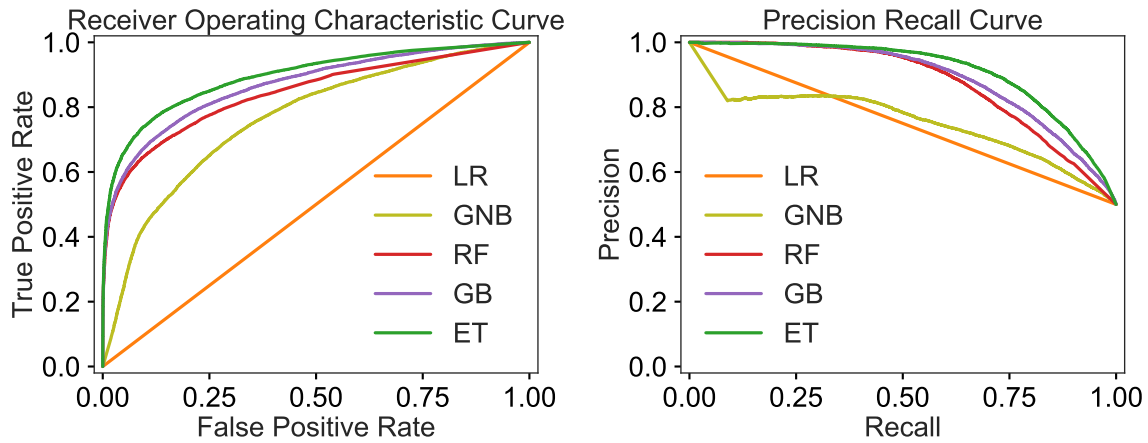 Receiver Operating Characteristic Curve
True Positive Rate
1.0
0.8
0.6
0.4
0.2
0.0
LR
GNB
RF
GB
ET
0.00 0.25 0.50 0.75 1.00
False Positive Rate
Precision Recall Curve
Precision
1.0
0.8
0.6
0.4
0.2
0.0
LR
GNB
RF
GB
ET
0.00 0.25 0.50 0.75 1.00
Recall